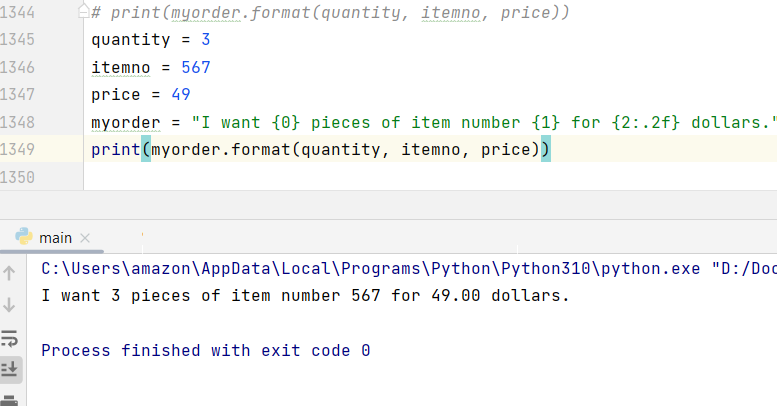 1344 # print(myorder.format(quantity, itemno, price))
1345 quantity = 3
1346 itemno = 567
1347 price = 49
1348 myorder = "I want {0} pieces of item number {1} for {2:.2f} dollars."
1349 print(myorder.format(quantity, itemno, price))
1350
main
C:\Users\amazon\AppData\Local\Programs\Python\Python310\python.exe "D:/Doc
I want 3 pieces of item number 567 for 49.00 dollars.
Process finished with exit code 0